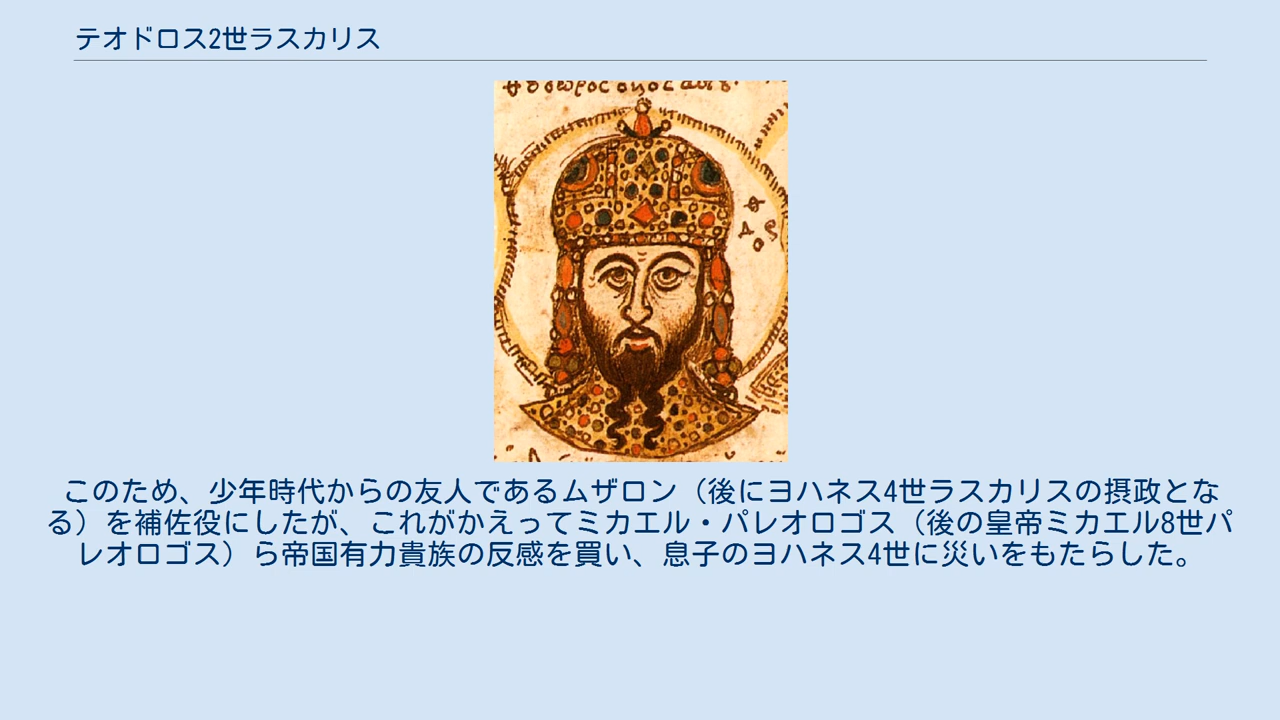 テオドロス2世ラスカリス
このため、少年時代からの友人であるムザロン（後にヨハネス4世ラスカリスの摂政とな
る）を補佐役にしたが、これがかえってミカエル・パレオロゴス（後の皇帝ミカエル8世パ
レオロゴス）ら帝国有力貴族の反感を買い、息子のヨハネス4世に災いをもたらした。